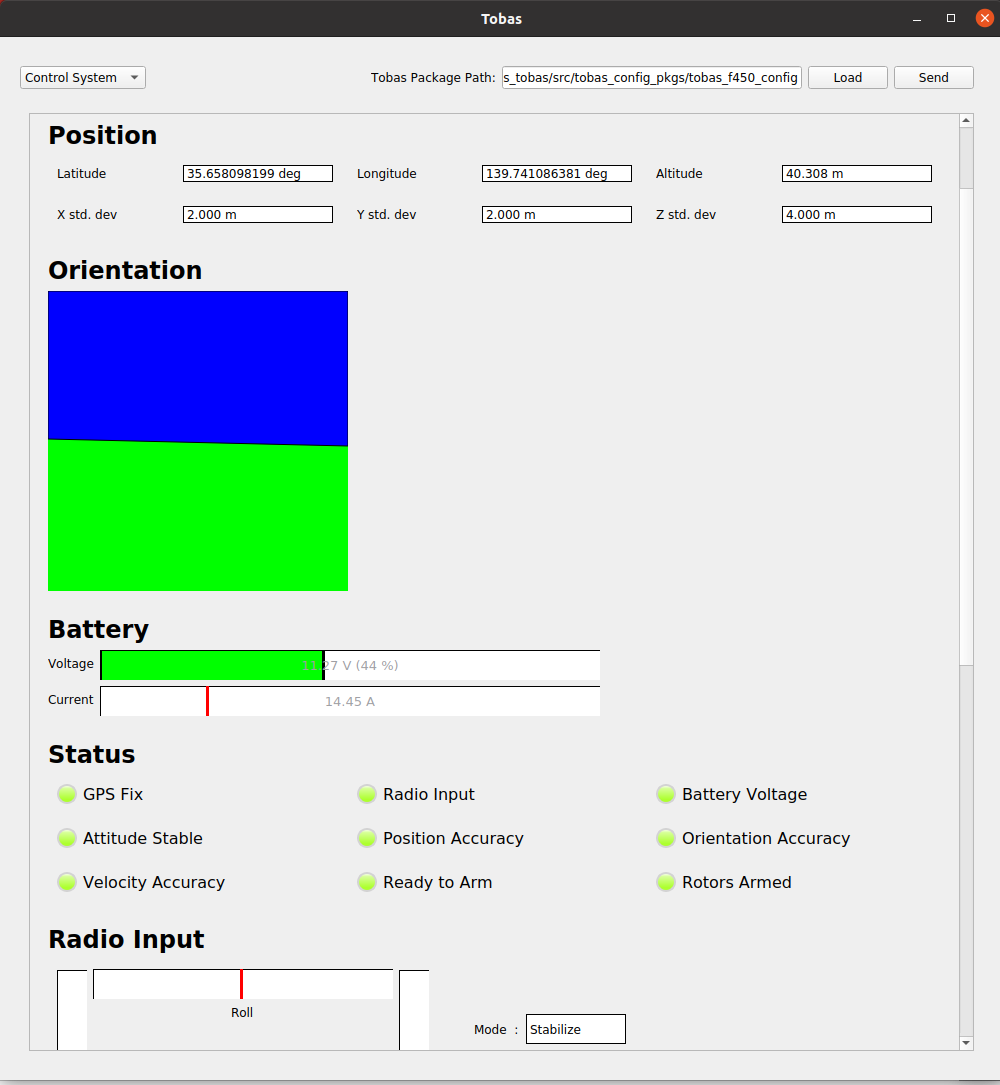 Tobas
Control System Tobas Package Path: s_tobas/src/tobas_config_pkgs/tobas_f450_config Load Send
Position
Latitude 35.658098199 deg Longitude 139.741086381 deg Altitude 40.308 m
X std. dev 2.000 m Y std. dev 2.000 m Z std. dev 4.000 m
Orientation
Battery
Voltage 11.27 V (44 %)
Current 14.45 A
Status
GPS Fix Radio Input Battery Voltage
Attitude Stable Position Accuracy Orientation Accuracy
Velocity Accuracy Ready to Arm Rotors Armed
Radio Input
Roll
Mode : Stabilize